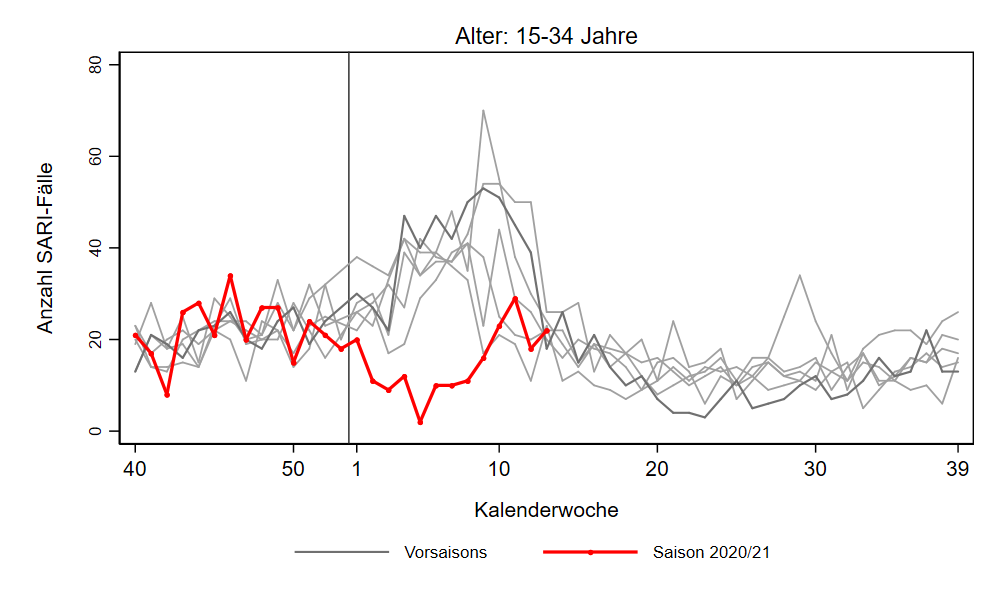 Alter: 15-34 Jahre
Anzahl SARI-Fälle
80
60
40
20
0
40 50 1 10 20 30 39
Kalenderwoche
Vorsaisons Saison 2020/21